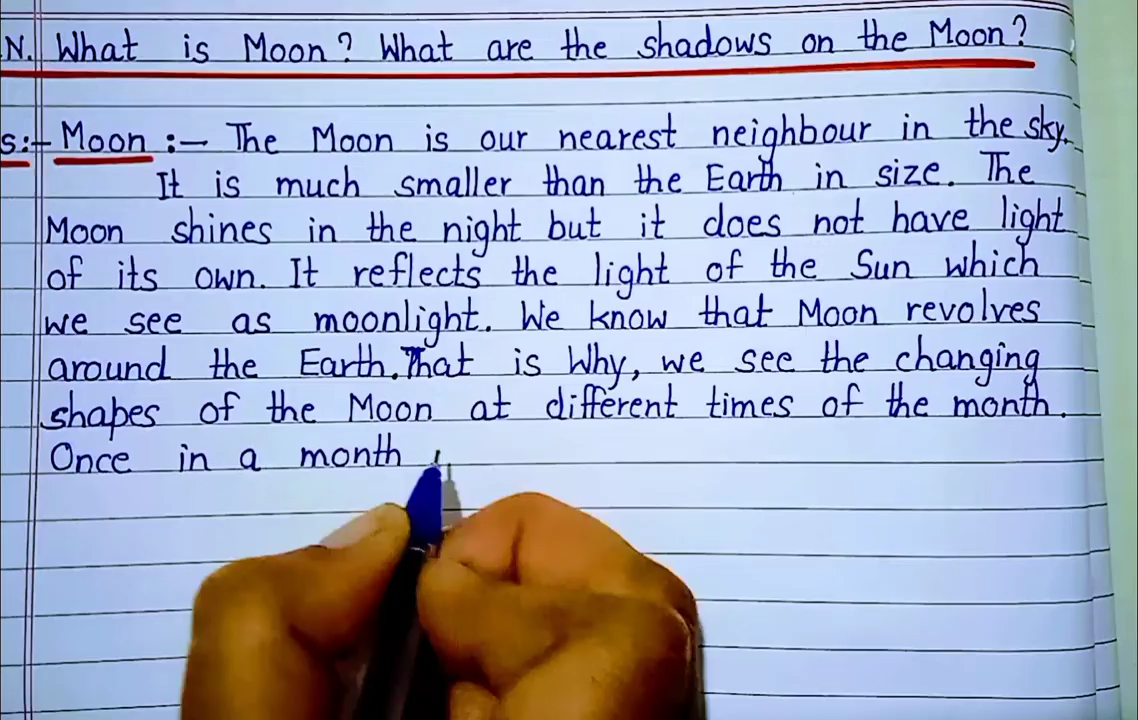 N. What is Moon? What are the shadows on the Moon?
s:- Moon :- The Moon is our nearest neighbour in the sky.
It is much smaller than the Earth in size. The
Moon shines in the night but it does not have light
of its own. It reflects the light of the Sun which
we see as moonlight. We know that Moon revolves
around the Earth. That is Why, we see the changing
shapes of the Moon at different times of the month.
Once in a month